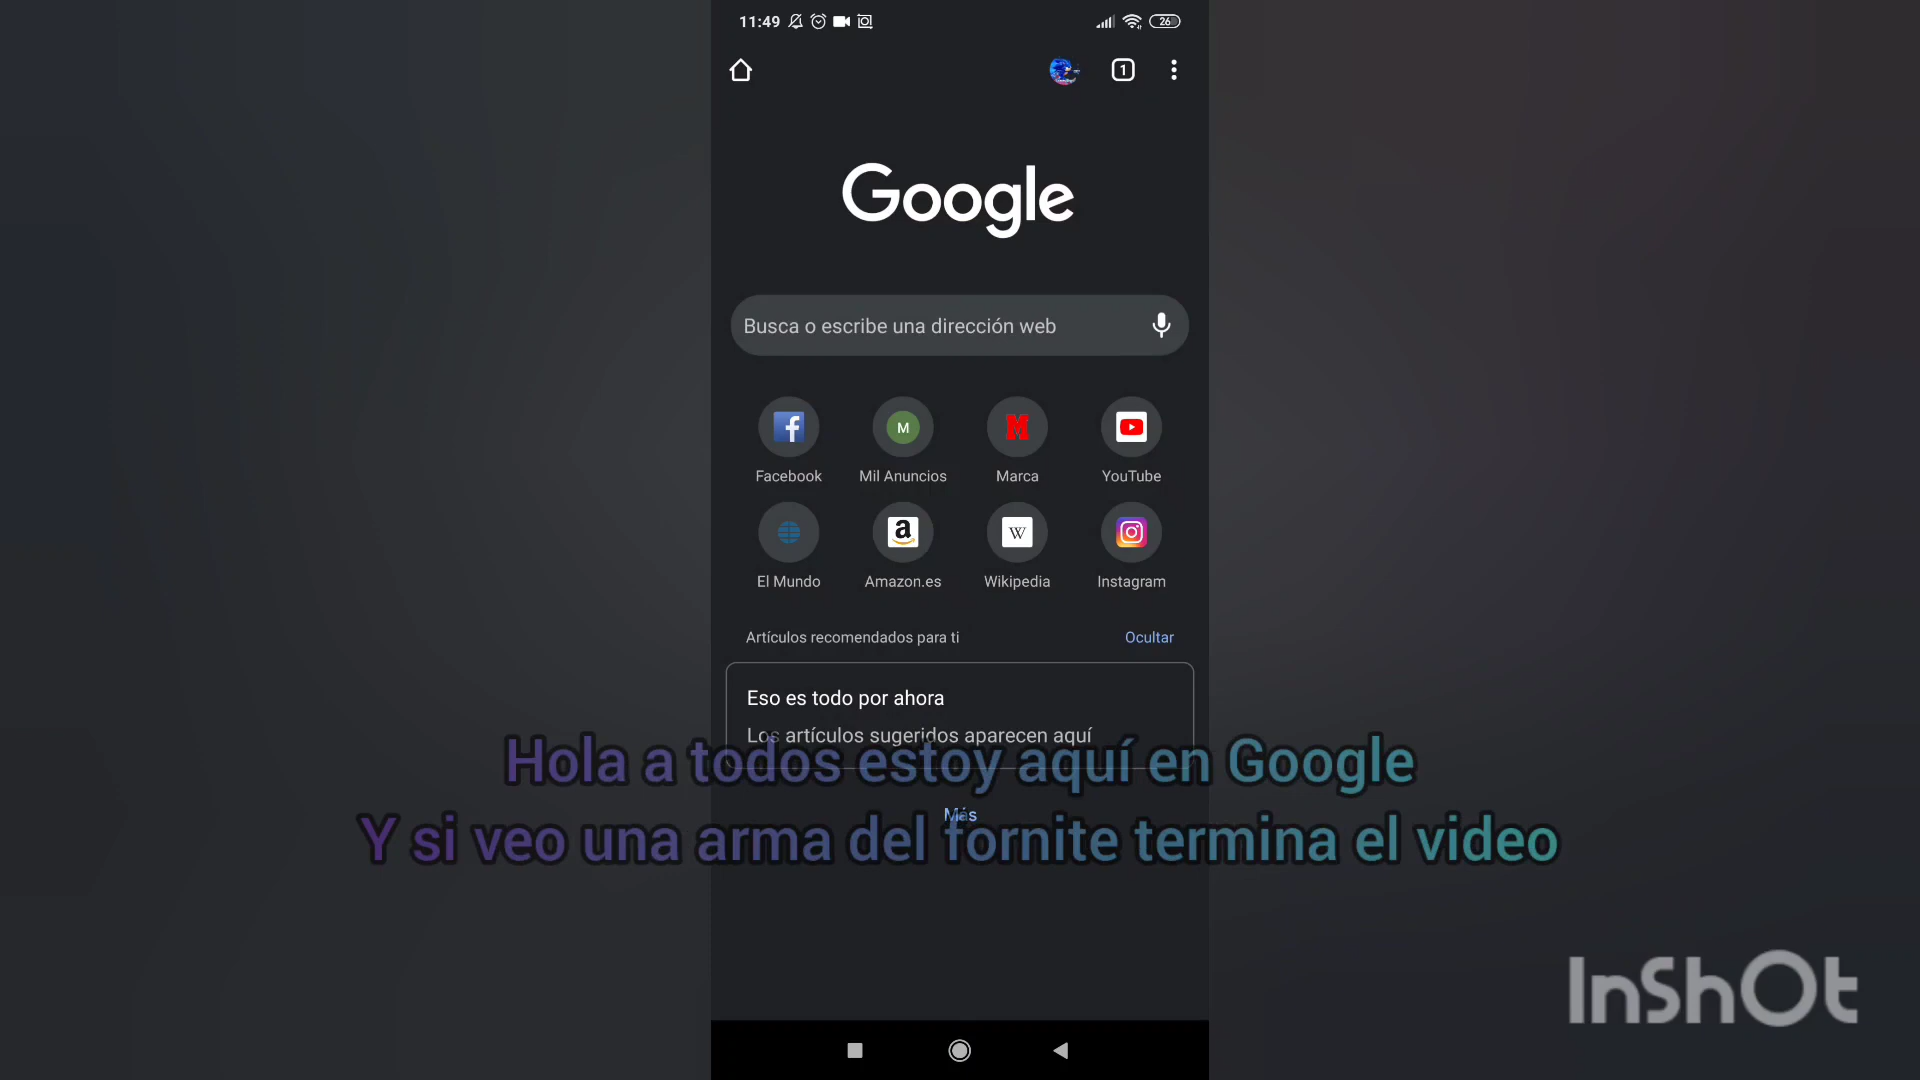 11:49
26
1
Google
Busca o escribe una dirección web
M
M
Facebook
Mil Anuncios
Marca
YouTube
a
W
El Mundo
Amazon.es
Wikipedia
Instagram
Artículos recomendados para ti
Ocultar
Eso es todo por ahora
Los artículos sugeridos aparecen aquí
Hola a todos estoy aquí en Google
Más
Y si veo una arma del fornite termina el video
InShOt